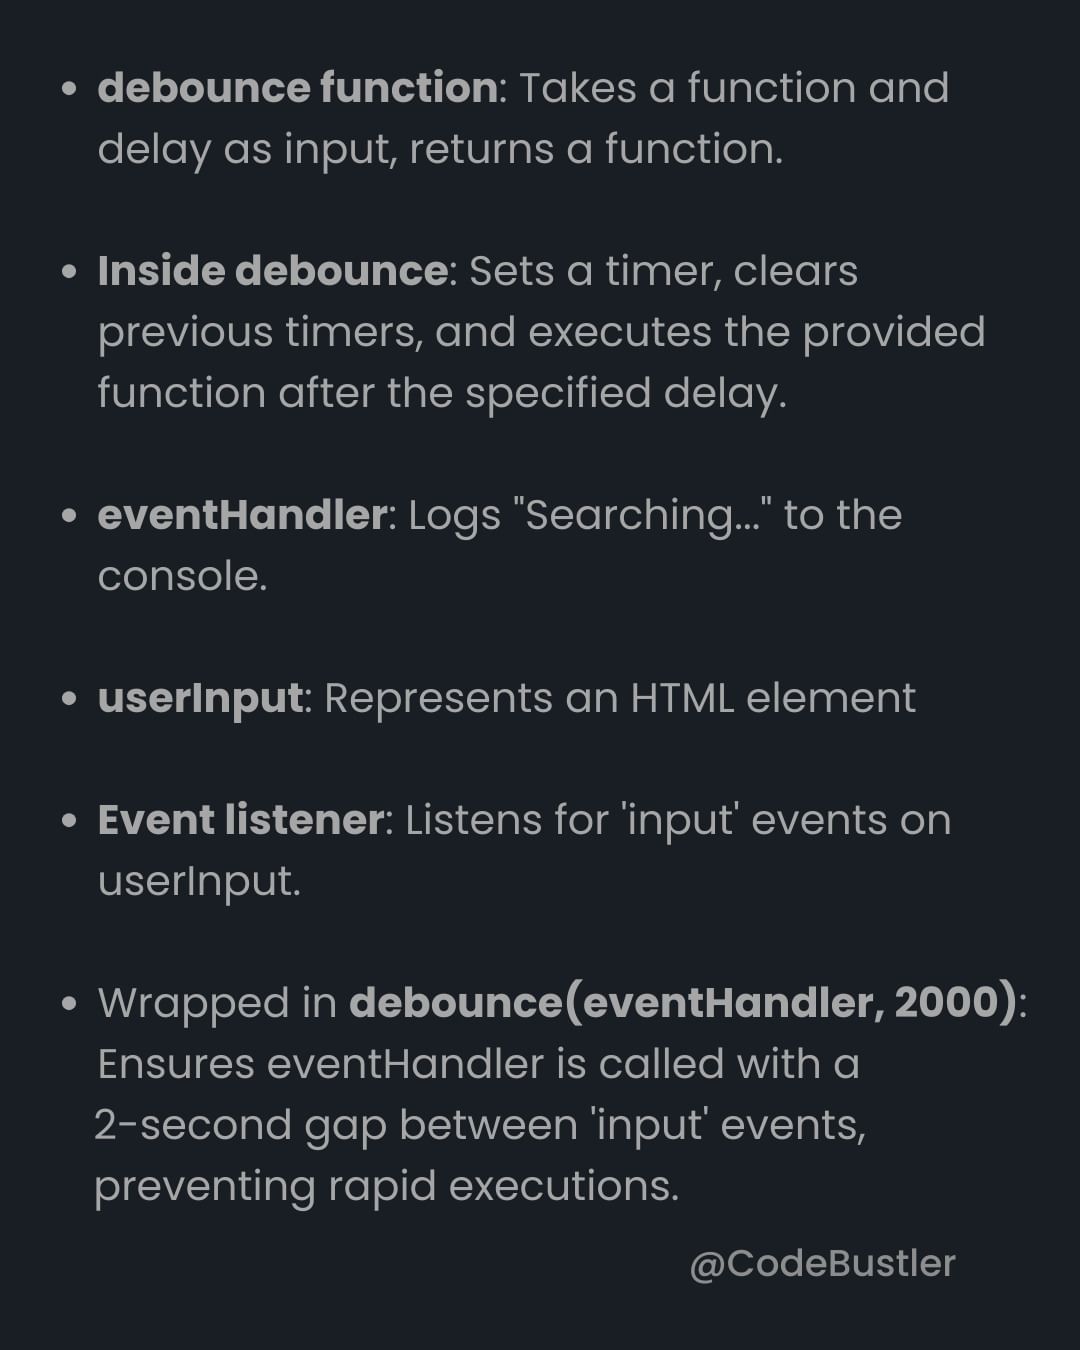 • debounce function: Takes a function and
delay as input, returns a function.
• Inside debounce: Sets a timer, clears
previous timers, and executes the provided
function after the specified delay.
• eventHandler: Logs "Searching..." to the
console.
• userInput: Represents an HTML element
• Event listener: Listens for 'input' events on
userInput.
• Wrapped in debounce(eventHandler, 2000):
Ensures eventHandler is called with a
2-second gap between 'input' events,
preventing rapid executions.
@CodeBustler